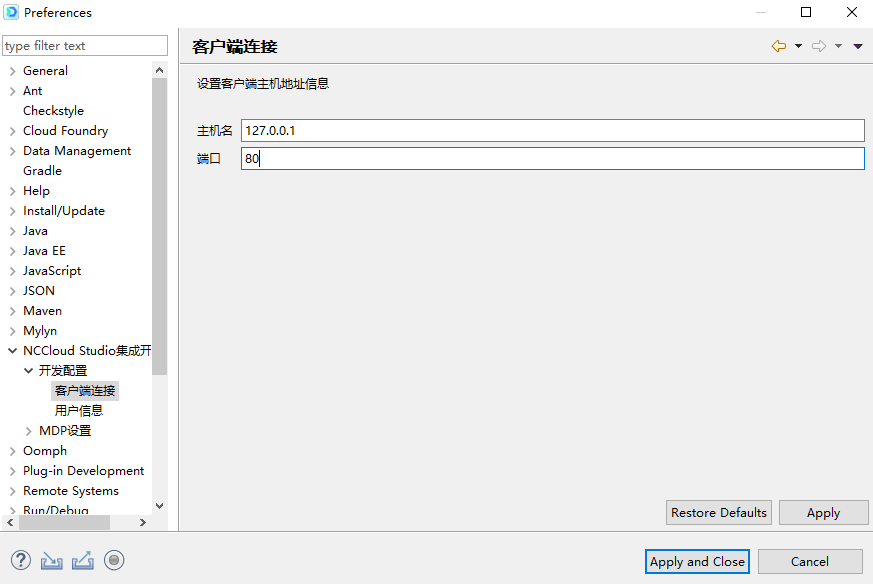 Preferences
type filter text
General
Ant
Checkstyle
Cloud Foundry
Data Management
Gradle
Help
Install/Update
Java
Java EE
JavaScript
JSON
Maven
Mylyn
NCCloud Studio集成开
开发配置
客户端连接
用户信息
MDP设置
Oomph
Plug-in Development
Remote Systems
Run/Debug
客户端连接
设置客户端主机地址信息
主机名 127.0.0.1
端口 80
Restore Defaults Apply
Apply and Close Cancel